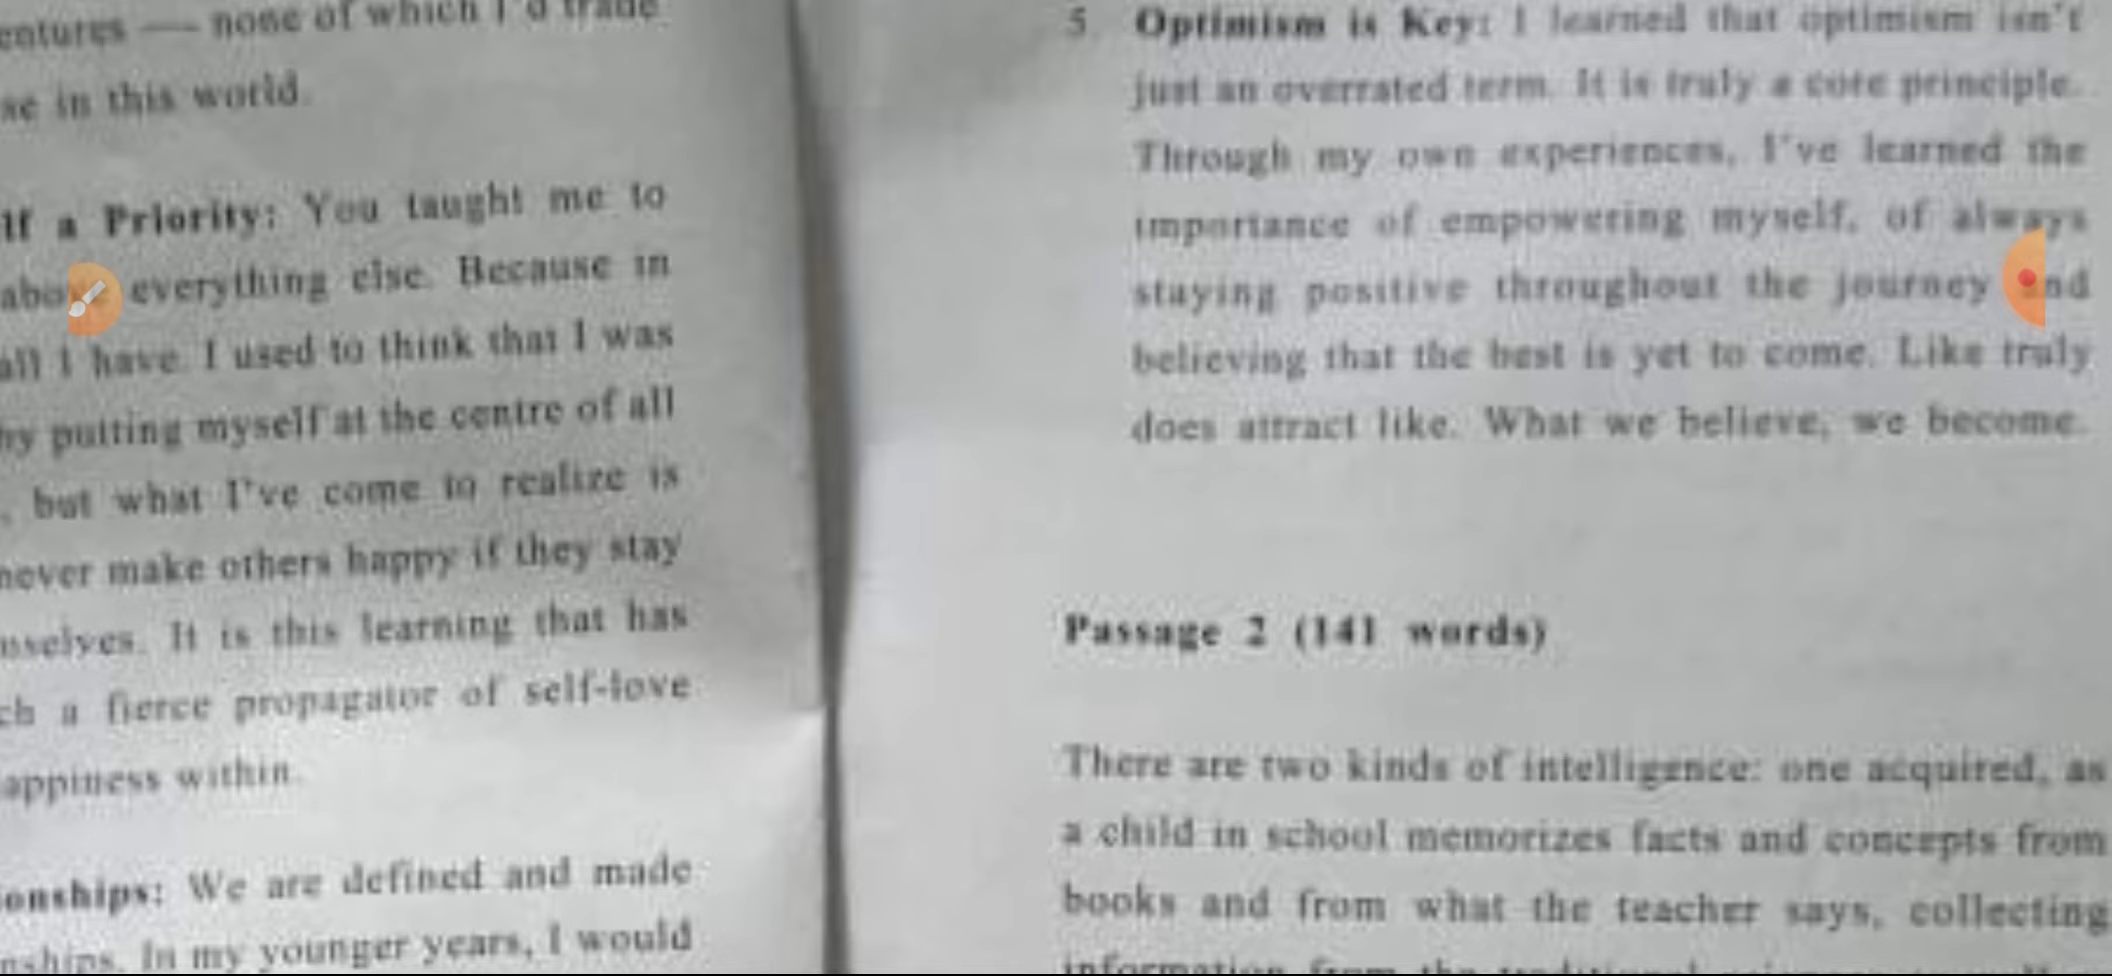 none of which I'd trade
in this world.
a Priority: You taught me to
everything else. Because in
all I have. I used to think that I was
by putting myself at the centre of all
, but what I've come to realize is
never make others happy if they stay
It is this learning that has
a fierce propagator of self-love
within.
We are defined and made
In my younger years, I would
5. Optimism is Key: I learned that optimism isn't
just an overrated term. It is truly a core principle.
Through my own experiences, I've learned the
importance of empowering myself, of always
staying positive throughout the journey and
believing that the best is yet to come. Like truly
does attract like. What we believe, we become.
Passage 2 (141 words)
There are two kinds of intelligence: one acquired, as
a child in school memorizes facts and concepts from
books and from what the teacher says, collecting
information from the traditional